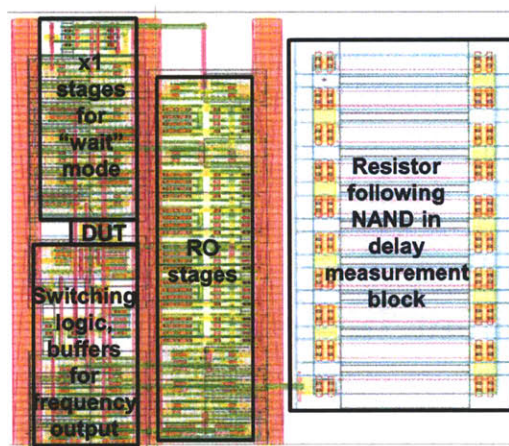 x1
stages
for
“wait”
mode
DUT
Switching
logic,
buffers
for
frequency
output
RO
stages
Resistor
following
NAND in
delay
measurement
block